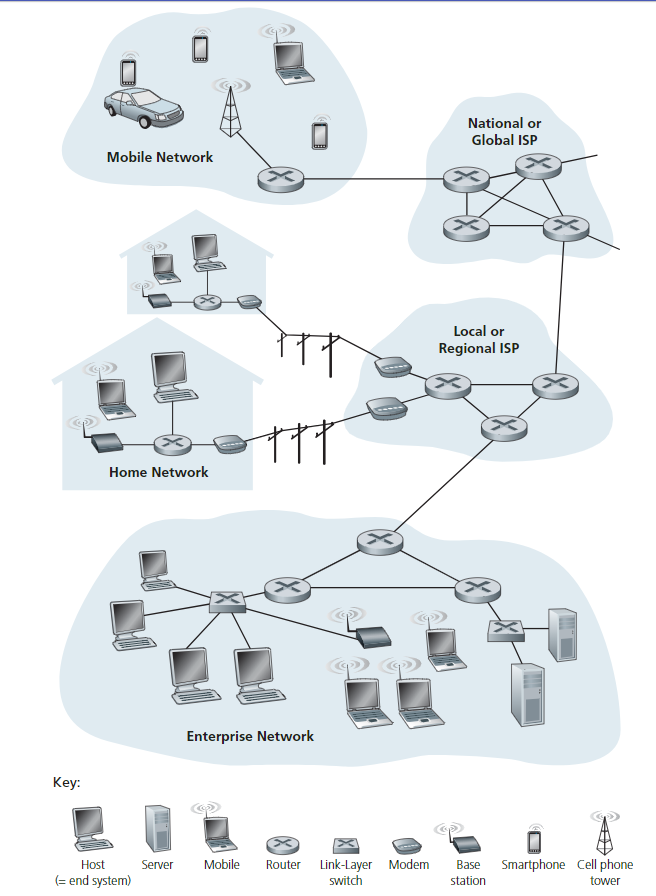 National or
Global ISP
Mobile Network
Local or
Regional ISP
Home Network
Enterprise Network
Key:
Host
(= end system)
Server
Mobile
Router
Link-Layer
switch
Modem
Base
station
Smartphone
Cell phone
tower